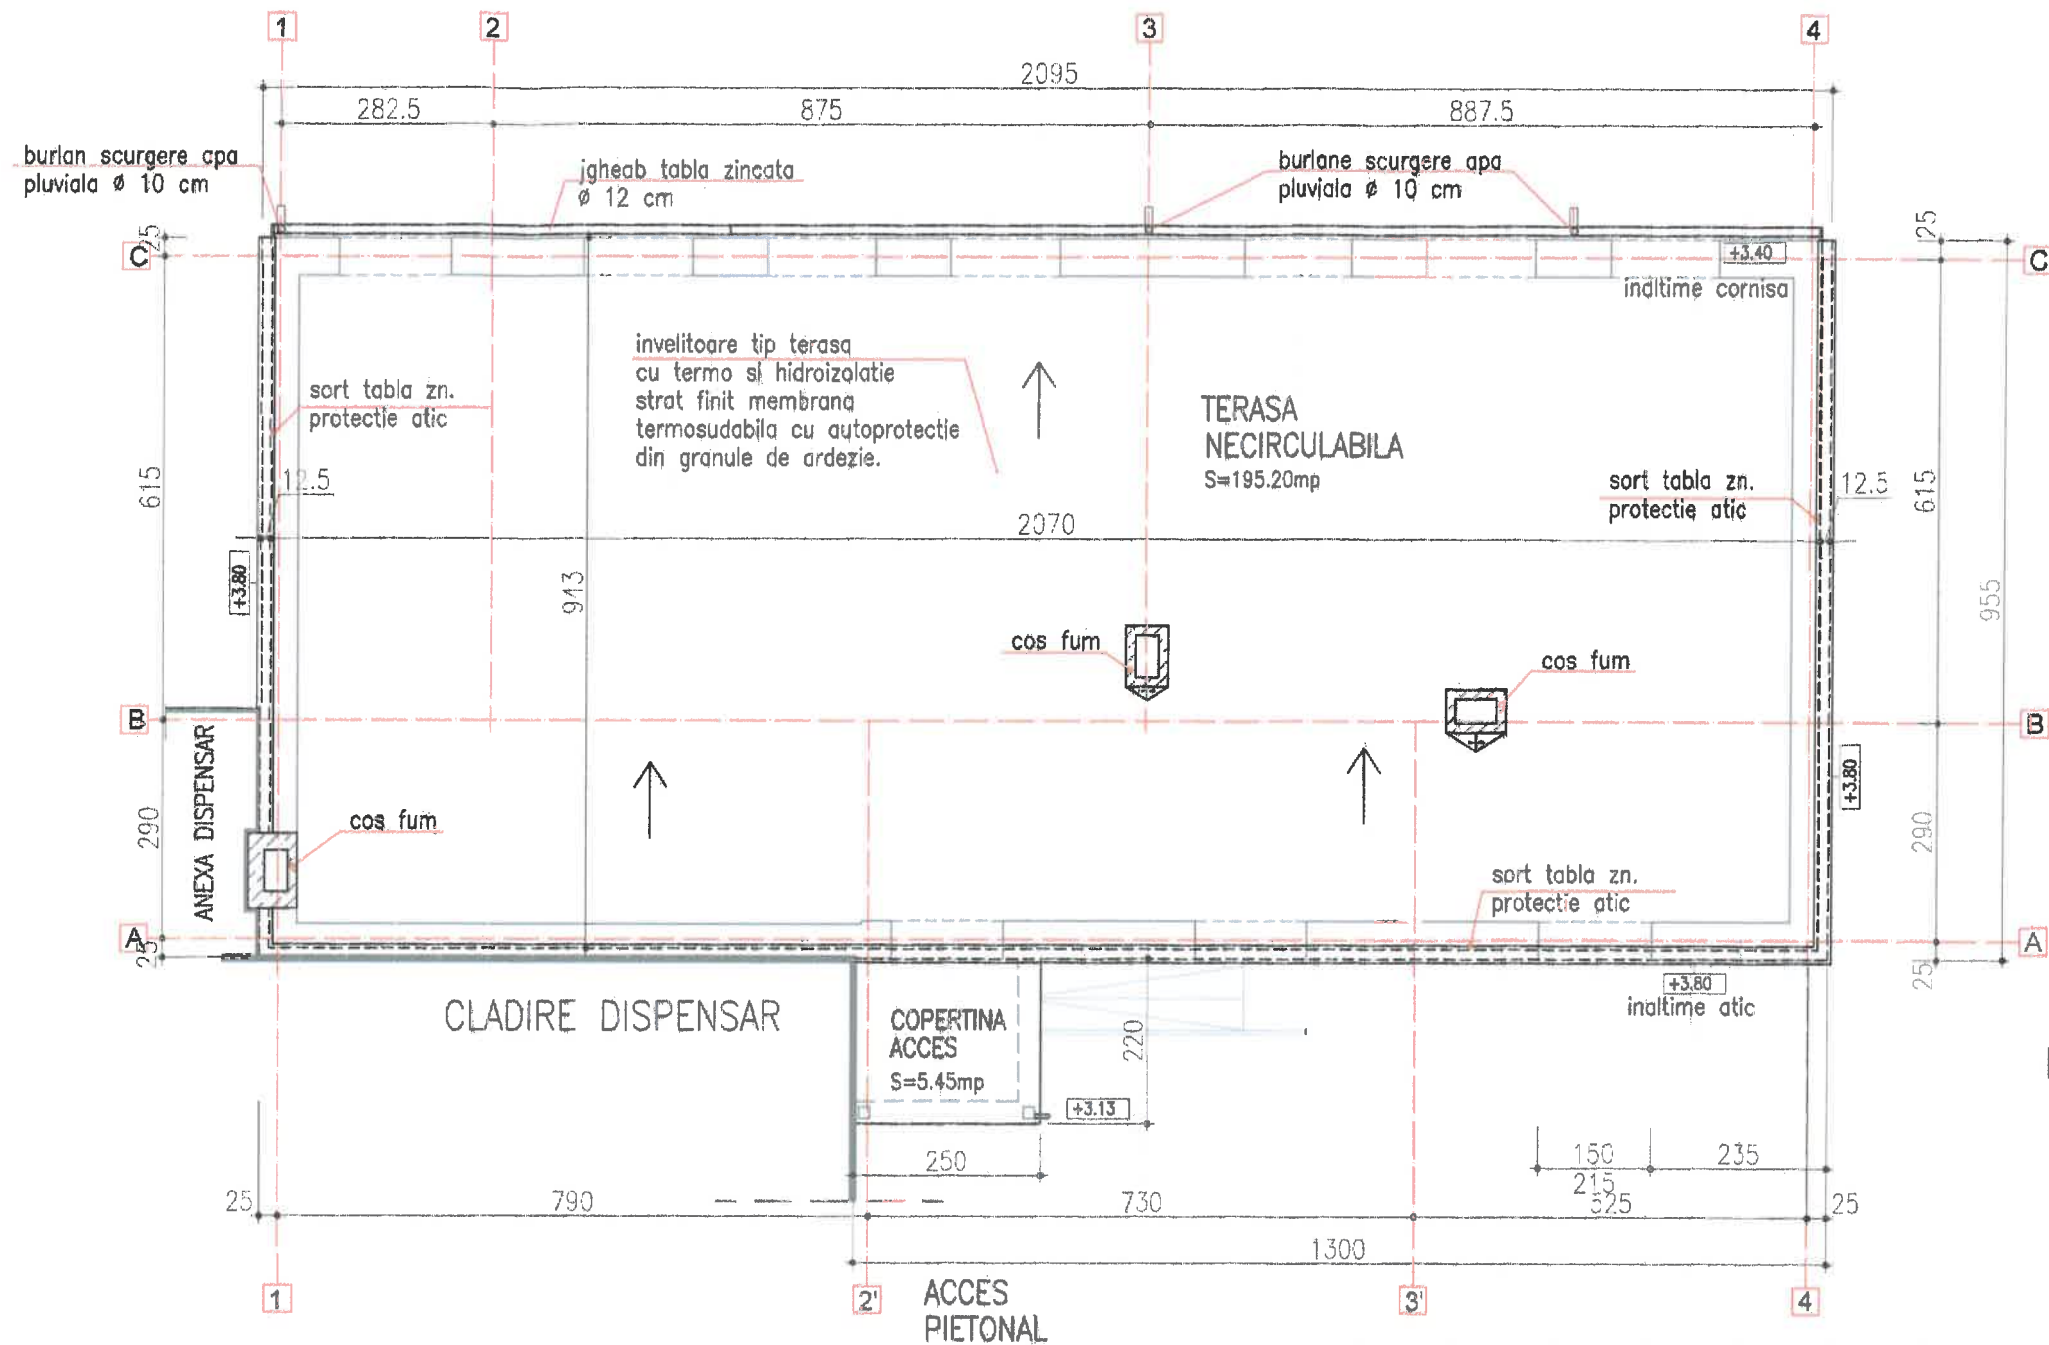 1
2
3
4
2095
282.5
875
887.5
burlan scurgere apa
pluviala ø 10 cm
jgheab tabla zincata
ø 12 cm
burlane scurgere apa
pluviala ø 10 cm
25
25
C
C
+3.40
inaltime cornisa
invelitoare tip terasa
cu termo si hidroizolatie
strat finit membrana
termosudabila cu autoprotectie
din granule de ardezie.
sort tabla zn.
protectie atic
TERASA
NECIRCULABILA
S=195.20mp
sort tabla zn.
protectie atic
12.5
12.5
615
615
2070
943
955
+3.80
cos fum
cos fum
B
B
ANEXA DISPENSAR
+3.80
290
290
cos fum
sort tabla zn.
protectie atic
A
A
25
25
+3.80
inaltime atic
CLADIRE DISPENSAR
COPERTINA
ACCES
S=5.45mp
220
+3.13
250
150
235
215
25
790
730
525
25
1300
1
2'
3'
4
ACCES
PIETONAL